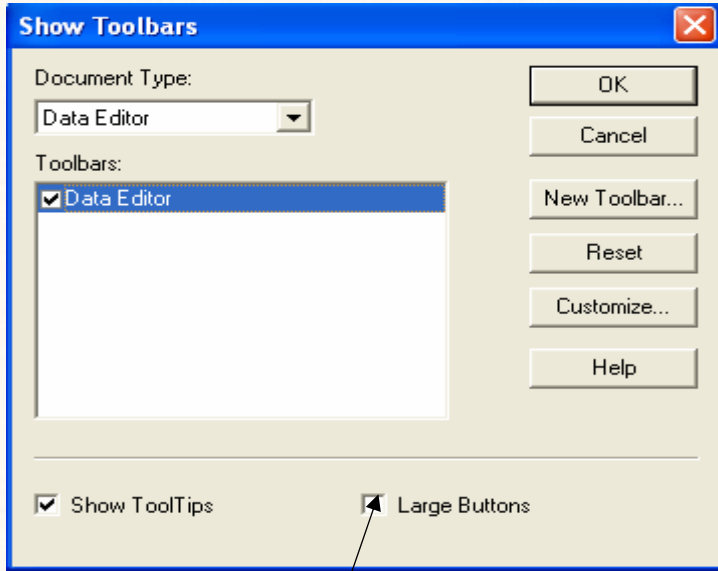 Show Toolbars
Document Type:
Data Editor
Toolbars:
Data Editor
OK
Cancel
New Toolbar...
Reset
Customize...
Help
Show ToolTips
Large Buttons